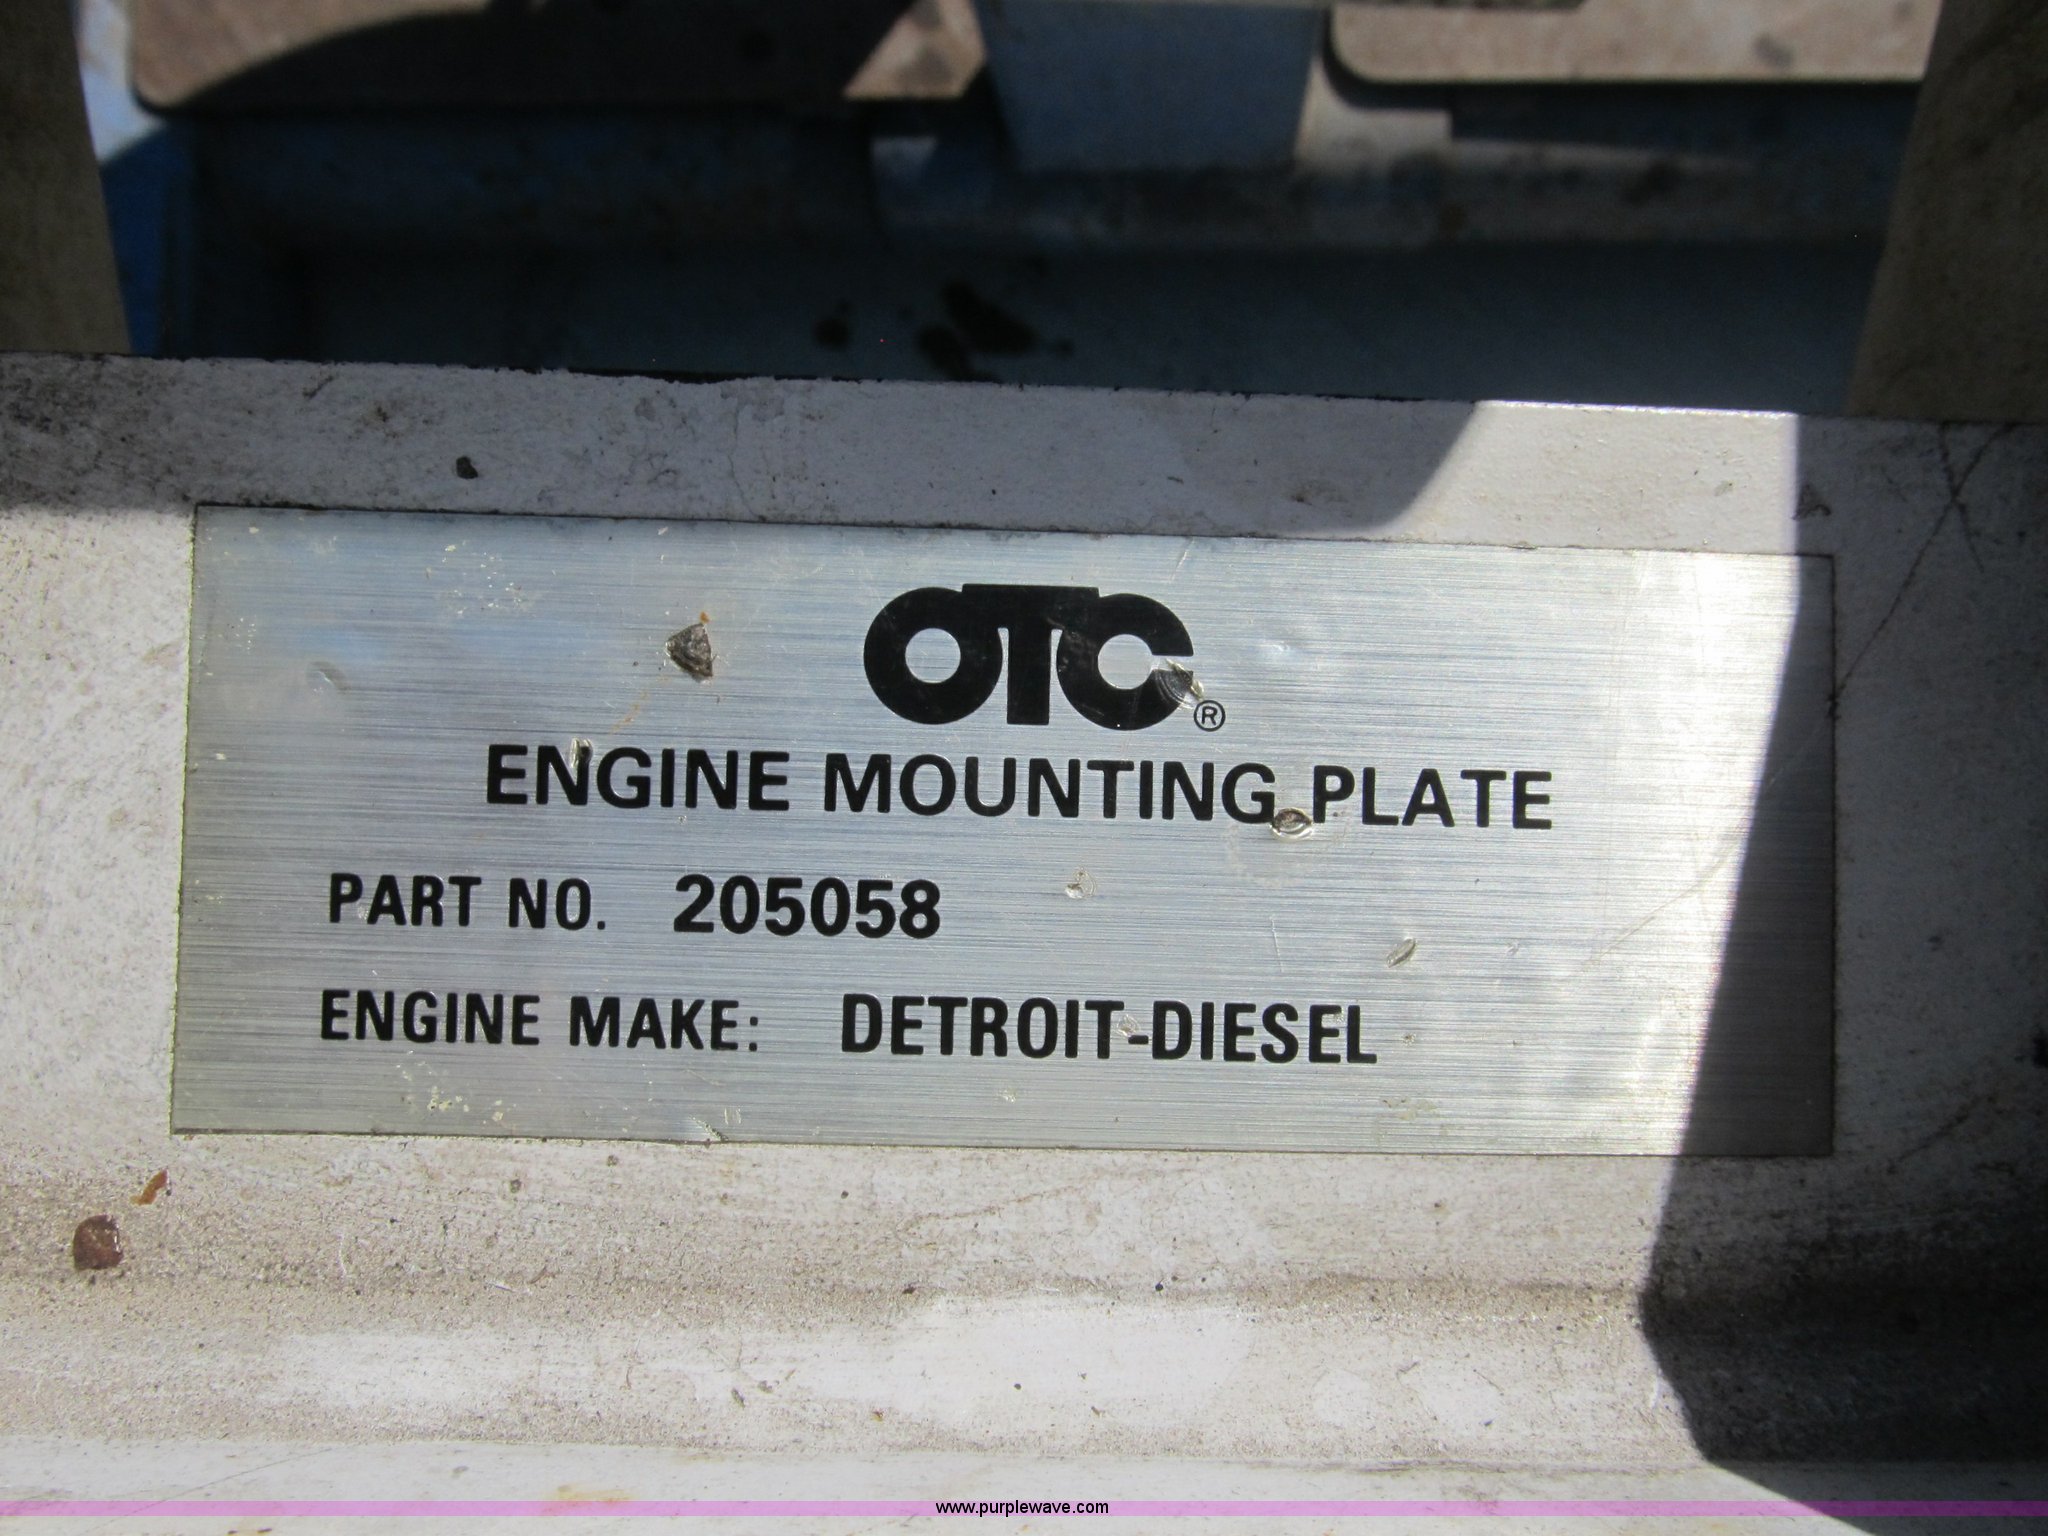 OTC®
ENGINE MOUNTING PLATE
PART NO. 205058
ENGINE MAKE: DETROIT-DIESEL
www.purplewave.com